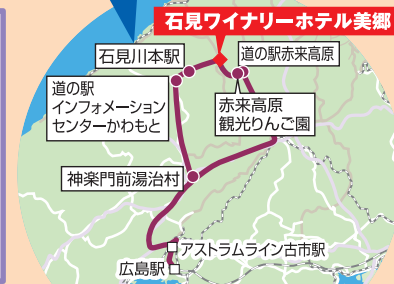 石見ワイナリーホテル美郷
石見川本駅
道の駅赤来高原
道の駅
インフォメーション
センターかわもと
赤来高原
観光りんご園
神楽門前湯治村
アストラムライン古市駅
広島駅